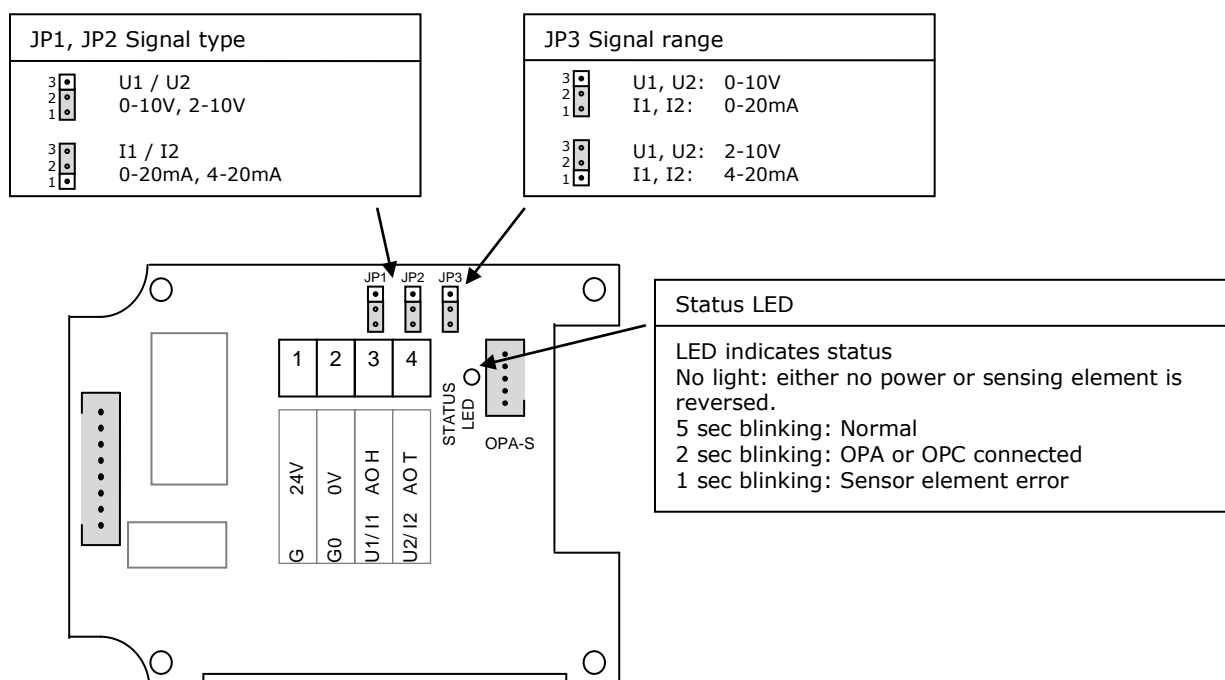 JP1, JP2 Signal type
3
2
1
U1 / U2
0-10V, 2-10V
3
2
1
I1 / I2
0-20mA, 4-20mA
JP3 Signal range
3
2
1
U1, U2: 0-10V
I1, I2: 0-20mA
3
2
1
U1, U2: 2-10V
I1, I2: 4-20mA
JP1 JP2 JP3
1 2 3 4
STATUS
LED
OPA-S
G 24V
G0 0V
U1/I1 AOH
U2/I2 AOT
Status LED
LED indicates status
No light: either no power or sensing element is
reversed.
5 sec blinking: Normal
2 sec blinking: OPA or OPC connected
1 sec blinking: Sensor element error